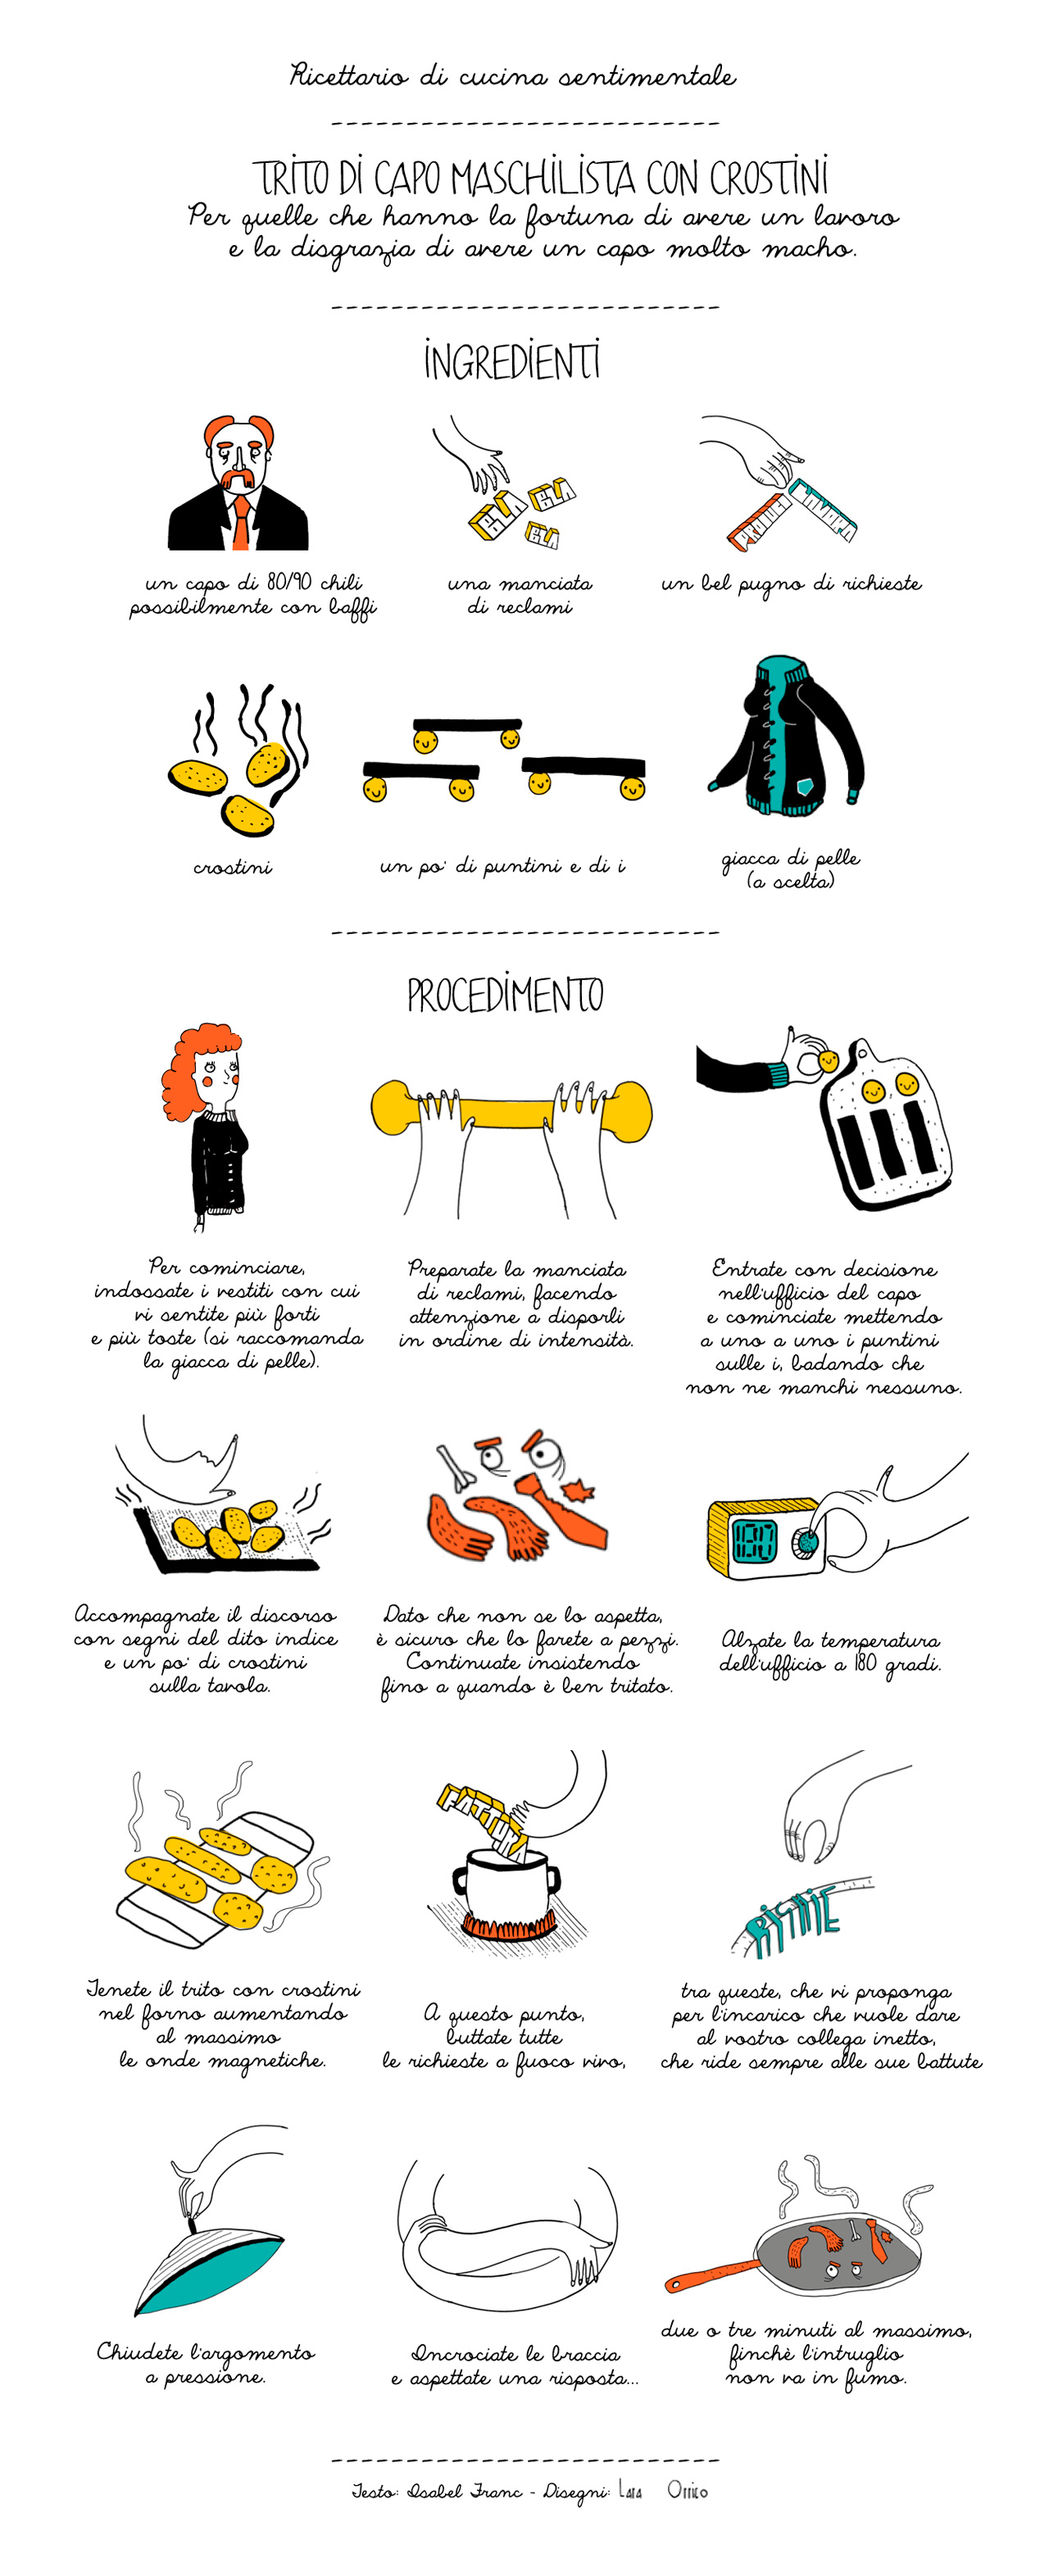 Ricettario di cucina sentimentale
TRITO DI CAPO MASCHILISTA CON CROSTINI
Per quelle che hanno la fortuna di avere un lavoro
e la disgrazia di avere un capo molto macho.
INGREDIENTI
BLA
BLA
BLA
un capo di 80/90 chili
possibilmente con baffi
una manciata
di reclami
un bel pugno di richieste
crostini
un po' di puntini e di i
giacca di pelle
(a scelta)
PROCEDIMENTO
Per cominciare,
indossate i vestiti con cui
vi sentite più forti
e più toste (si raccomanda
la giacca di pelle).
Preparate la manciata
di reclami, facendo
attenzione a disporli
in ordine di intensità.
Entrate con decisione
nell'ufficio del capo
e cominciate mettendo
a uno a uno i puntini
sulle i, badando che
non ne manchi nessuno.
180
Accompagnate il discorso
con segni del dito indice
e un po' di crostini
sulla tavola.
Dato che non se lo aspetta,
è sicuro che lo farete a pezzi.
Continuate insistendo
fino a quando è ben tritato.
Alzate la temperatura
dell'ufficio a 180 gradi.
FATTURA
RICHIE
Tenete il trito con crostini
nel forno aumentando
al massimo
le onde magnetiche.
A questo punto,
buttate tutte
le richieste a fuoco vivo,
tra queste, che vi proponga
per l'incarico che vuole dare
al vostro collega inetto,
che ride sempre alle sue battute
Chiudete l'argomento
a pressione.
Incrociate le braccia
e aspettate una risposta...
due o tre minuti al massimo,
finchè l'intruglio
non va in fumo.
Testo: Isabel Franc - Disegni: Lara Orrico